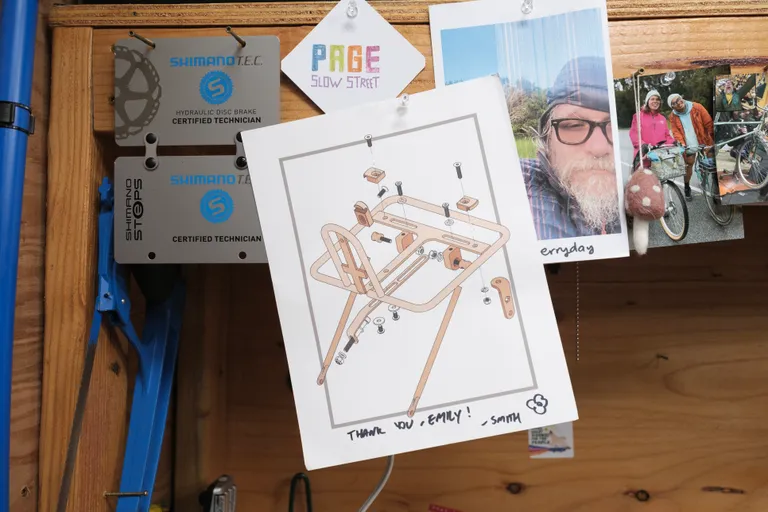 SHIMANO T.E.C.
HYDRAULIC DISC BRAKE
CERTIFIED TECHNICIAN
SHIMANO
STEPS
SHIMANO T.E.C
CERTIFIED TECHNICIAN
PAGE
SLOW STREET
erryday
THANK YOU, EMILY!
-SMITH